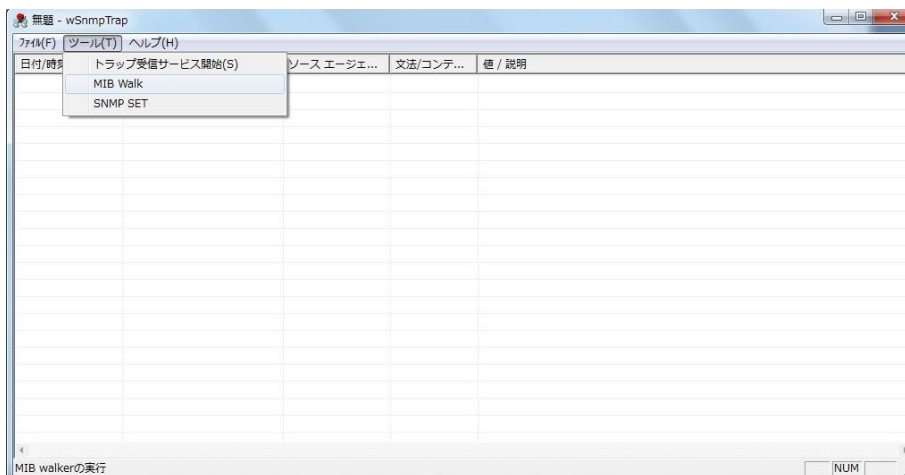 無題 - wSnmpTrap
ファイル(F) ツール(T) ヘルプ(H)
日付/時刻 ソース エージェ... 文法/コンテ... 値 / 説明
トラップ受信サービス開始(S)
MIB Walk
SNMP SET
MIB walkerの実行 NUM